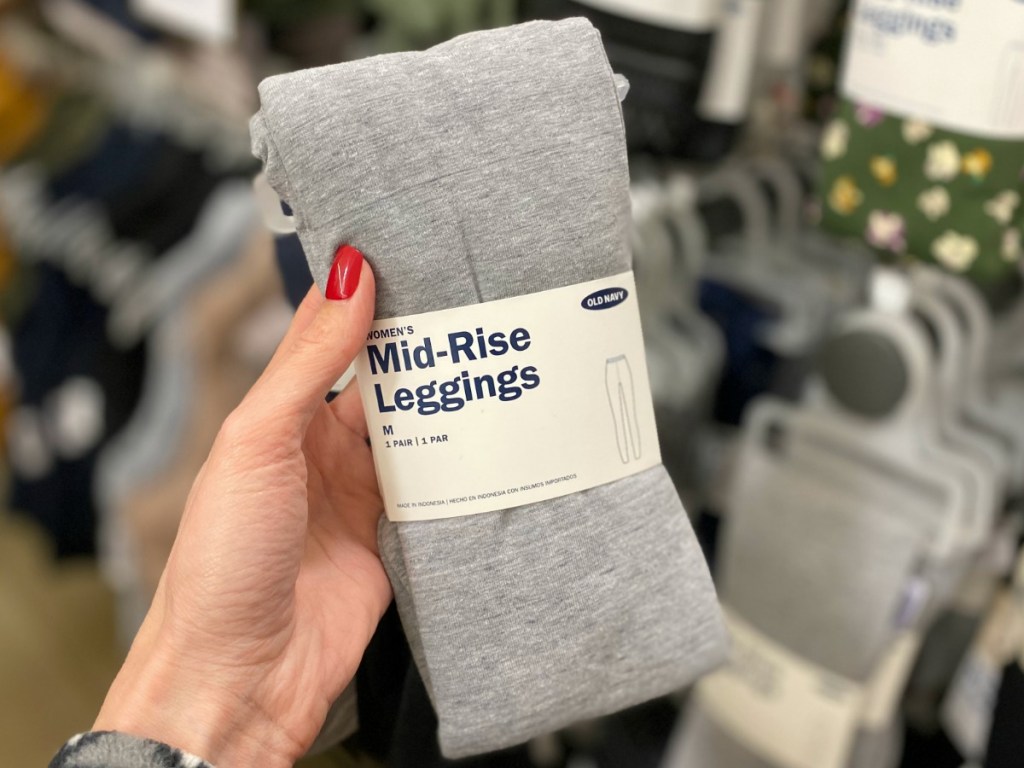 OLD NAVY
WOMEN'S
Mid-Rise
Leggings
M
1 PAIR | 1 PAR
MADE IN INDONESIA | HECHO EN INDONESIA CON INSUMOS IMPORTADOS
Leggings